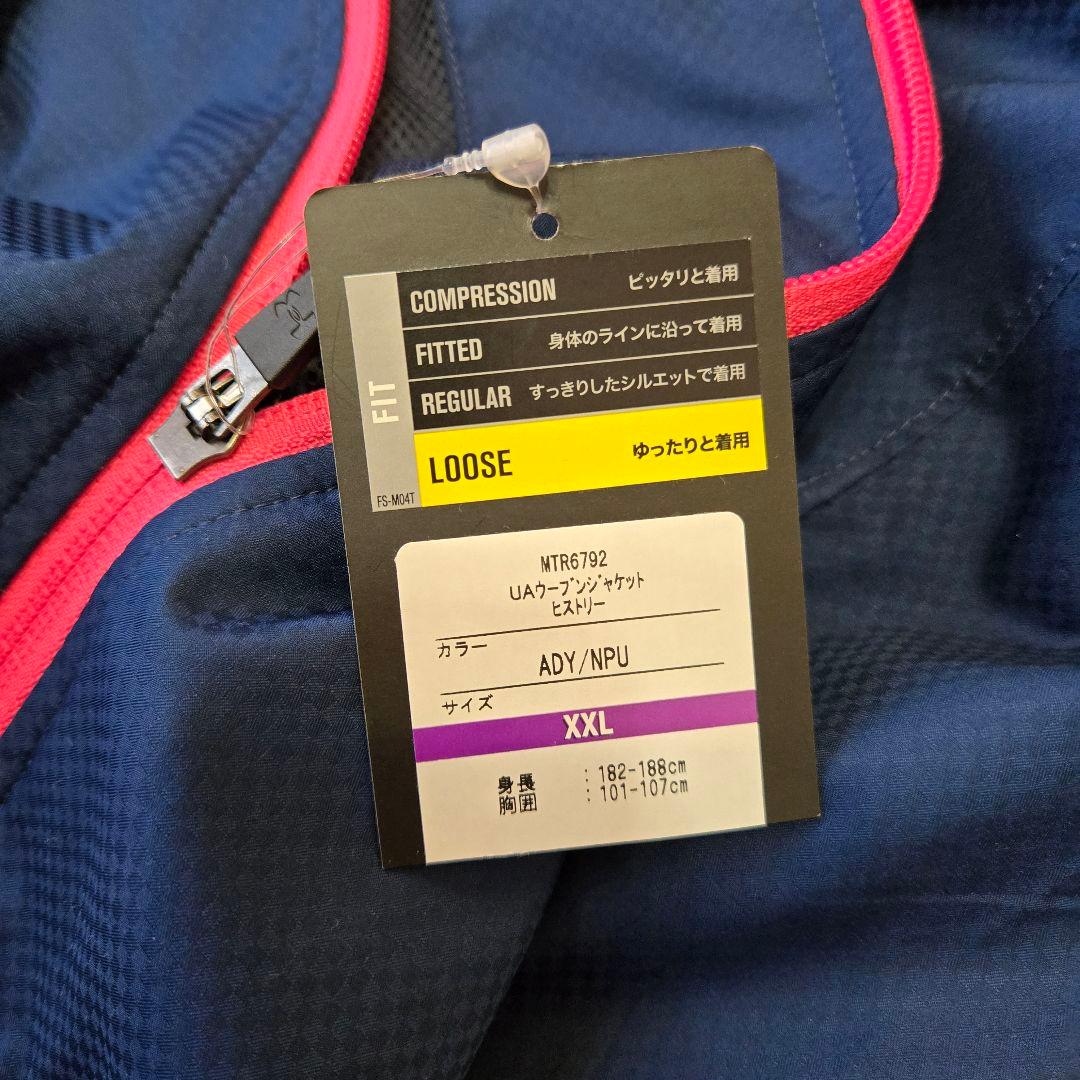 COMPRESSION ピッタリと着用
FITTED 身体のラインに沿って着用
REGULAR すっきりしたシルエットで着用
LOOSE ゆったりと着用
FIT
FS-M04T
MTR6792
UAウーブンジャケット
ヒストリー
カラー
ADY/NPU
サイズ
XXL
身長 : 182-188cm
胸囲 : 101-107cm